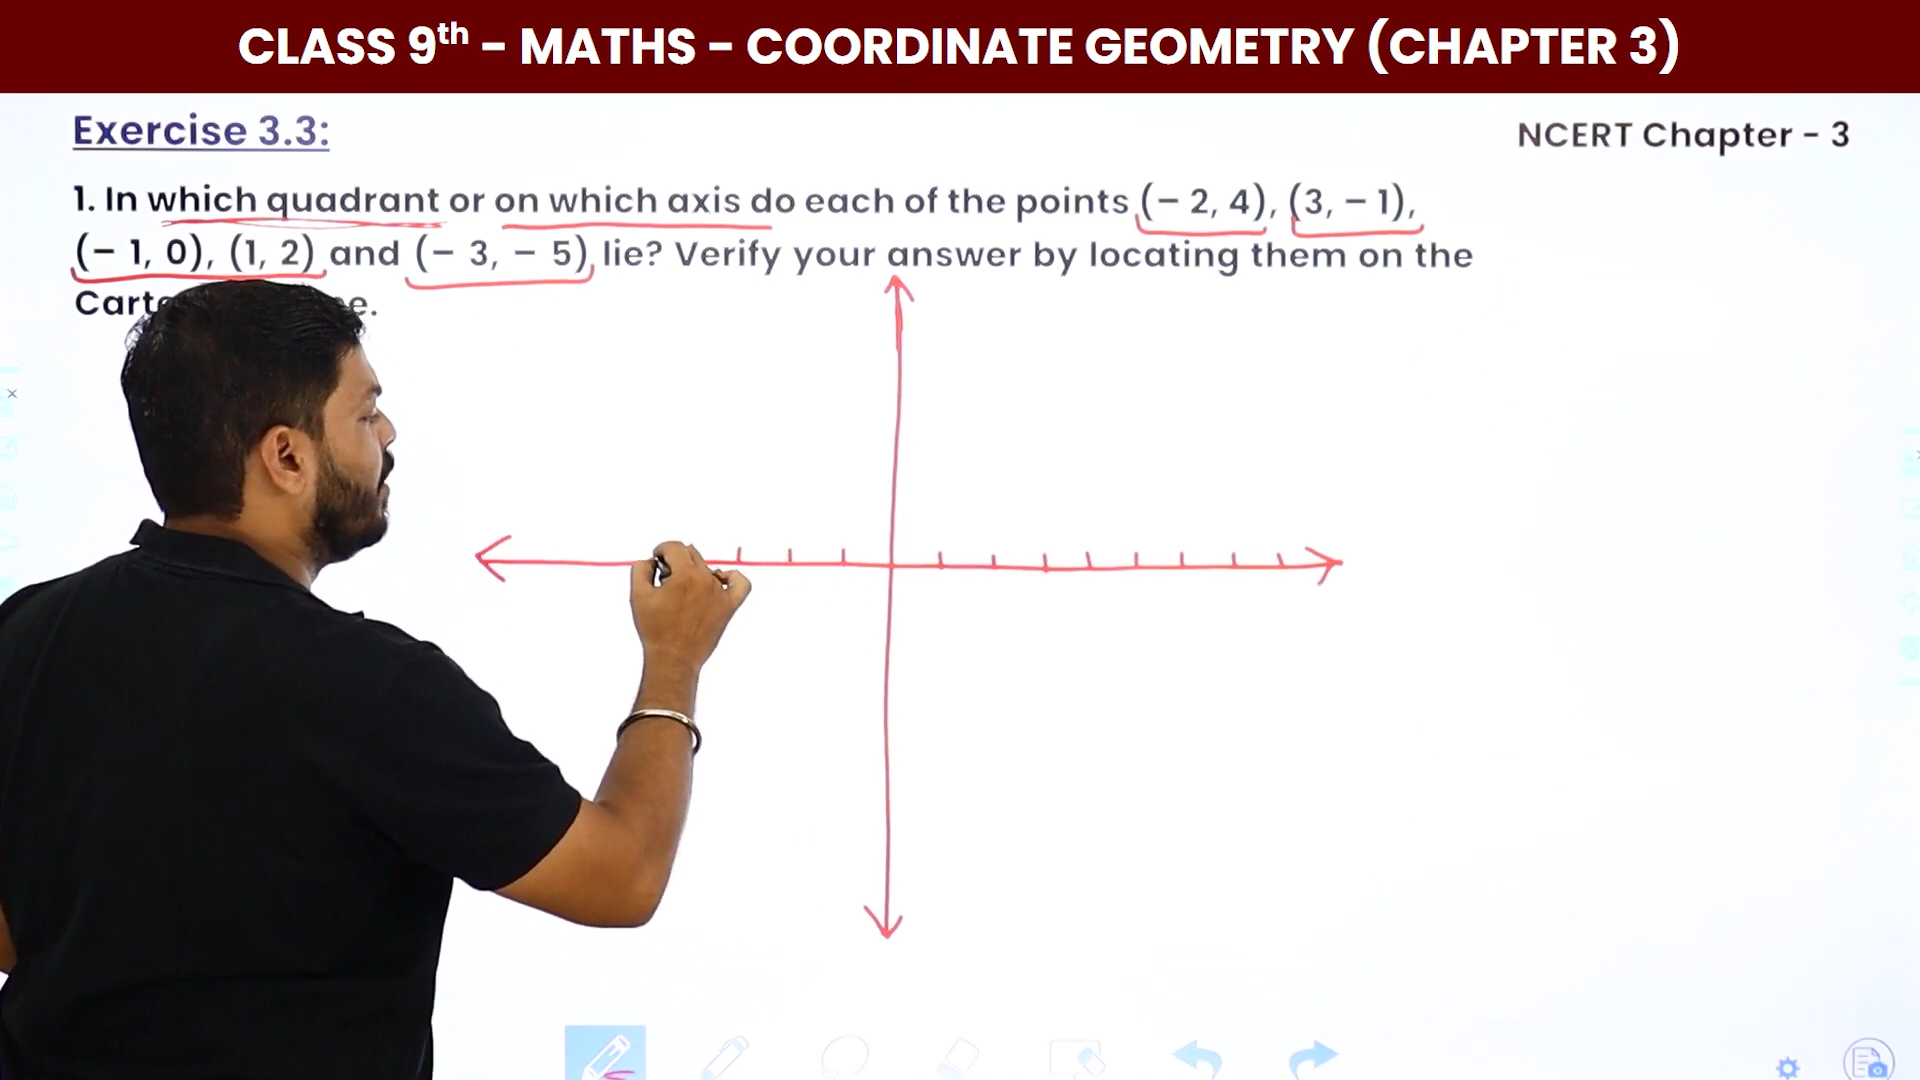 CLASS 9th - MATHS - COORDINATE GEOMETRY (CHAPTER 3)
Exercise 3.3:
NCERT Chapter - 3
1. In which quadrant or on which axis do each of the points (- 2, 4), (3, - 1),
(- 1, 0), (1, 2) and (- 3, - 5) lie? Verify your answer by locating them on the
Carte e.